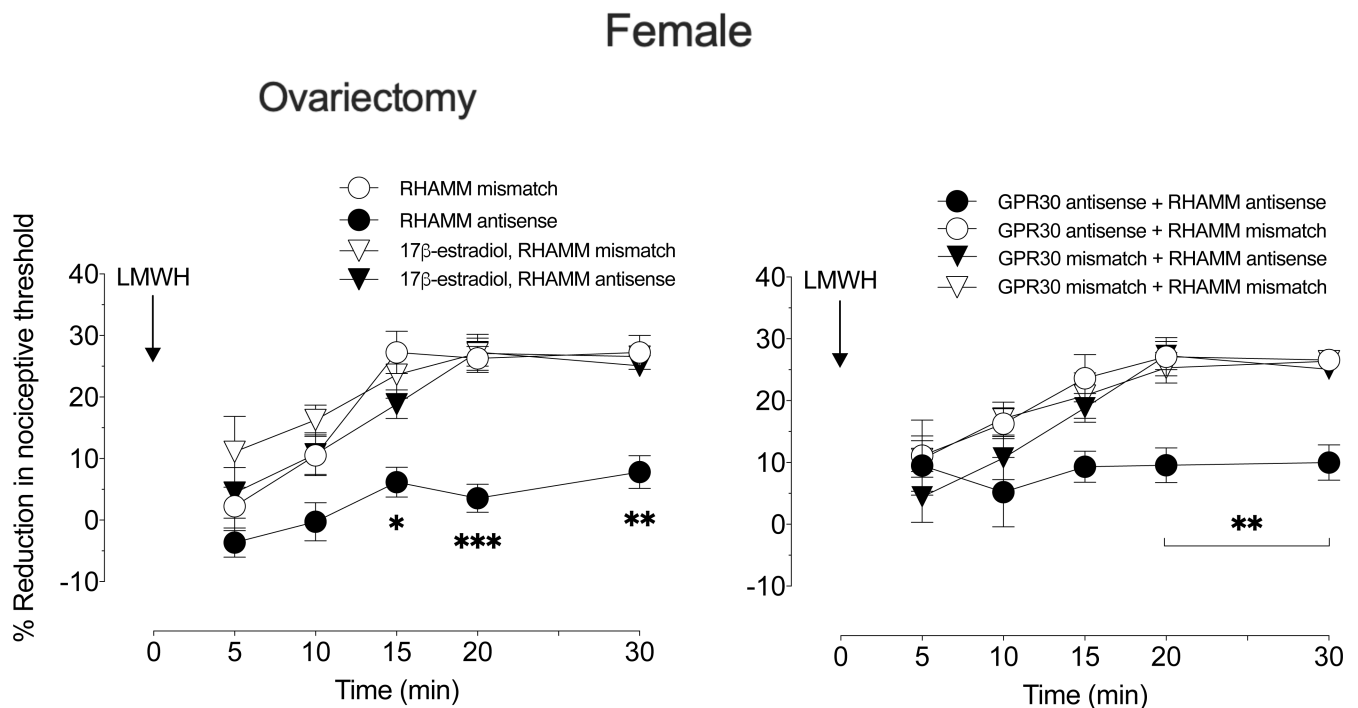 Female
Ovariectomy
RHAMM mismatch
RHAMM antisense
17β-estradiol, RHAMM mismatch
17β-estradiol, RHAMM antisense
% Reduction in nociceptive threshold
LMWH
40
30
20
10
0
-10
*
***
**
0 5 10 15 20 30
Time (min)
GPR30 antisense + RHAMM antisense
GPR30 antisense + RHAMM mismatch
GPR30 mismatch + RHAMM antisense
GPR30 mismatch + RHAMM mismatch
LMWH
40
30
20
10
0
-10
**
0 5 10 15 20 30
Time (min)